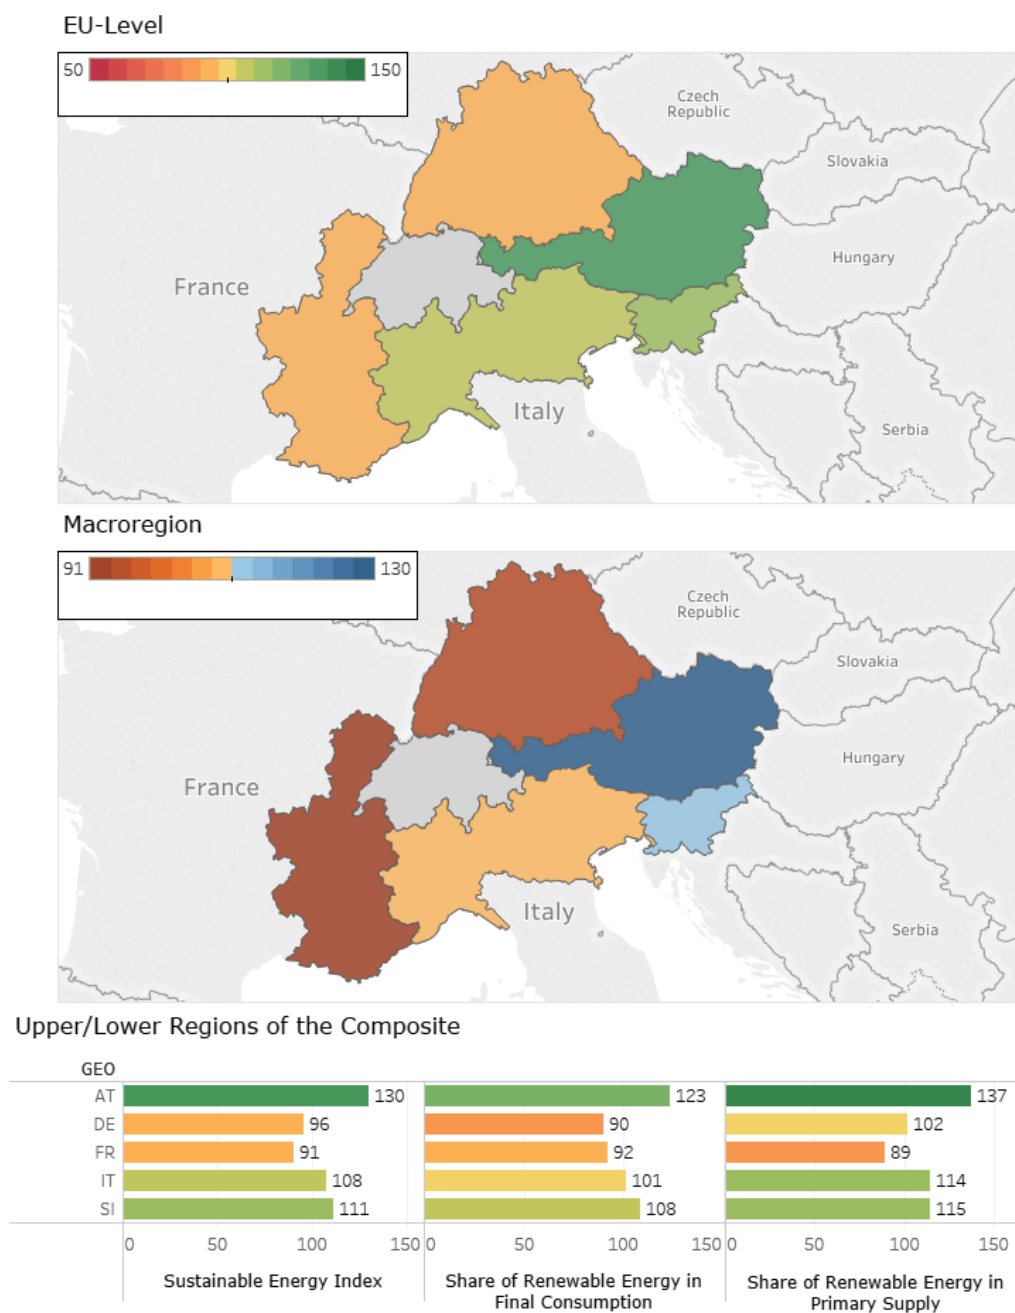 EU-Level
50 150
Czech
Republic
Slovakia
Hungary
France
Italy
Serbia
Macroregion
91 130
Czech
Republic
Slovakia
Hungary
France
Italy
Serbia
Upper/Lower Regions of the Composite
GEO
AT 130 123 137
DE 96 90 102
FR 91 92 89
IT 108 101 114
SI 111 108 115
0 50 100 150 0 50 100 150 0 50 100 150
Sustainable Energy Index
Share of Renewable Energy in
Final Consumption
Share of Renewable Energy in
Primary Supply